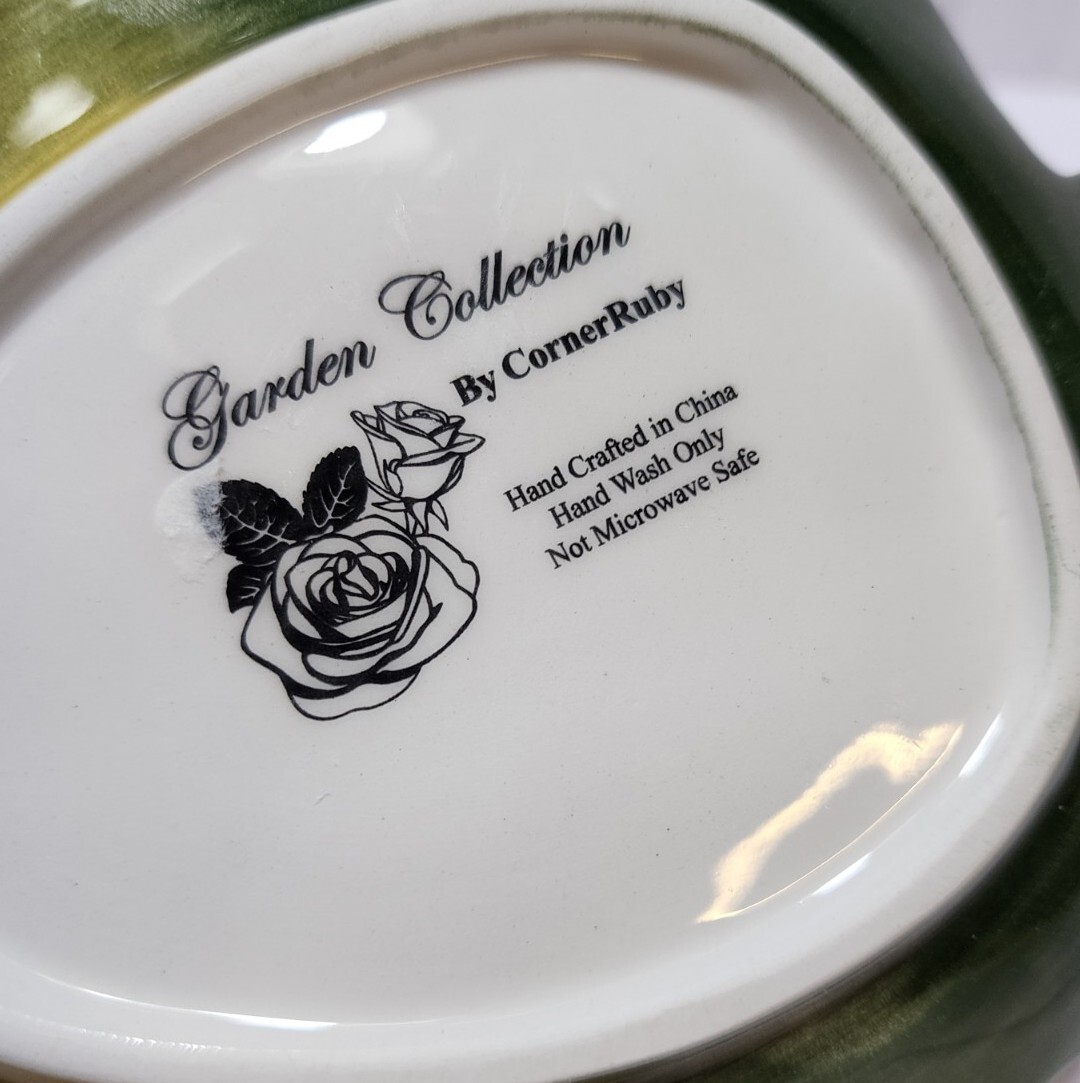 Garden Collection
By CornerRuby
Hand Crafted in China
Hand Wash Only
Not Microwave Safe